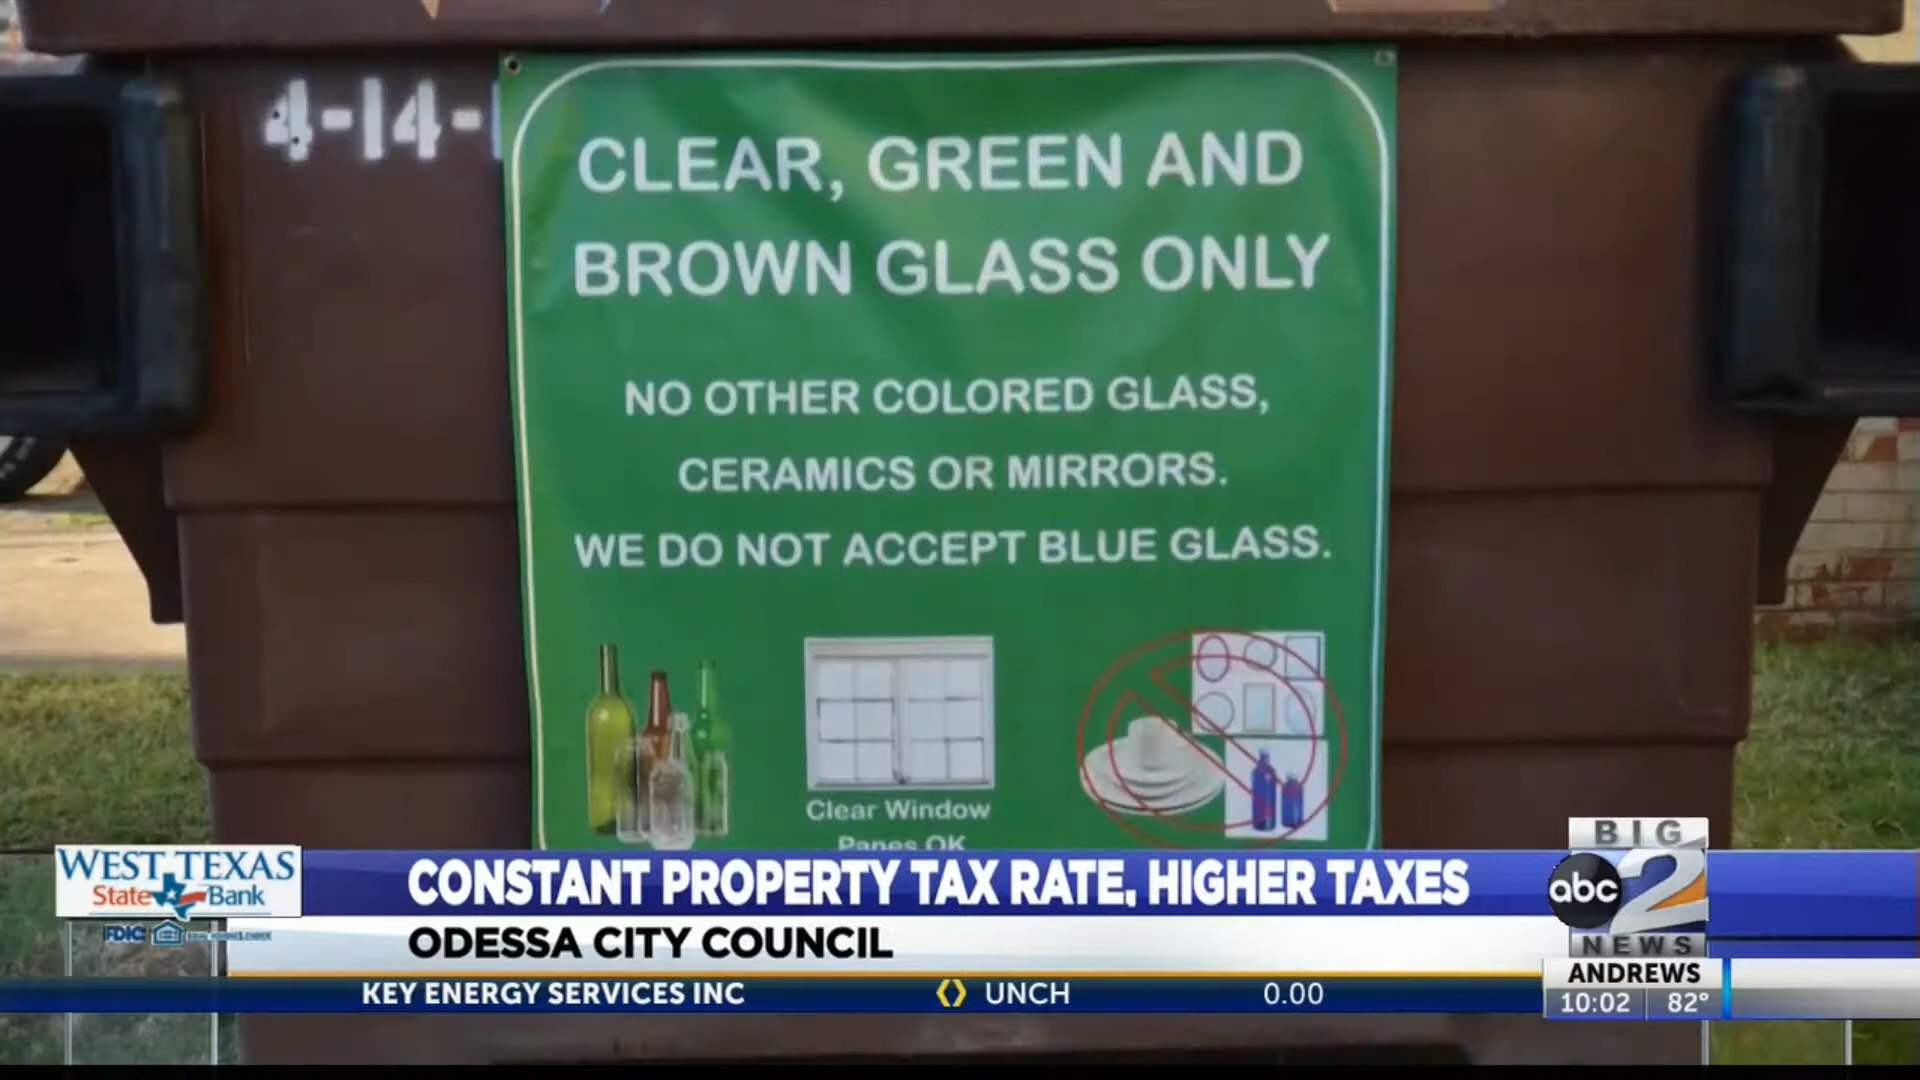 4-14-
CLEAR, GREEN AND
BROWN GLASS ONLY
NO OTHER COLORED GLASS,
CERAMICS OR MIRRORS.
WE DO NOT ACCEPT BLUE GLASS.
Clear Window
Panes OK
WEST TEXAS
State Bank
FDIC
CONSTANT PROPERTY TAX RATE, HIGHER TAXES
ODESSA CITY COUNCIL
BIG
abc 2
NEWS
KEY ENERGY SERVICES INC UNCH 0.00
ANDREWS
10:02 82°